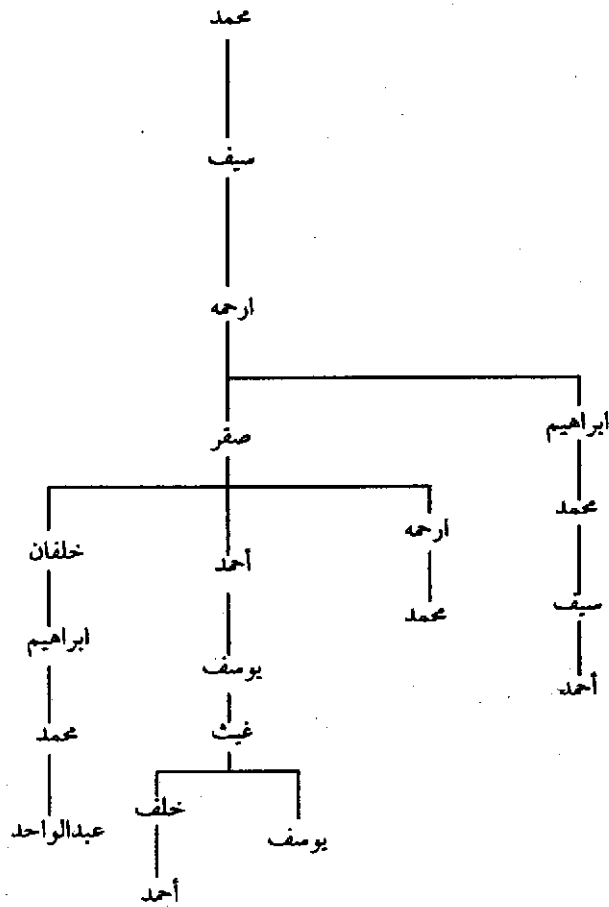 محمد
سيف
ارحمه
ابراهيم
صقر
محمد
ارحمه
أحمد
خلفان
سيف
محمد
ابراهيم
يوسف
أحمد
غيث
محمد
خلف
عبدالواحد
يوسف
أحمد